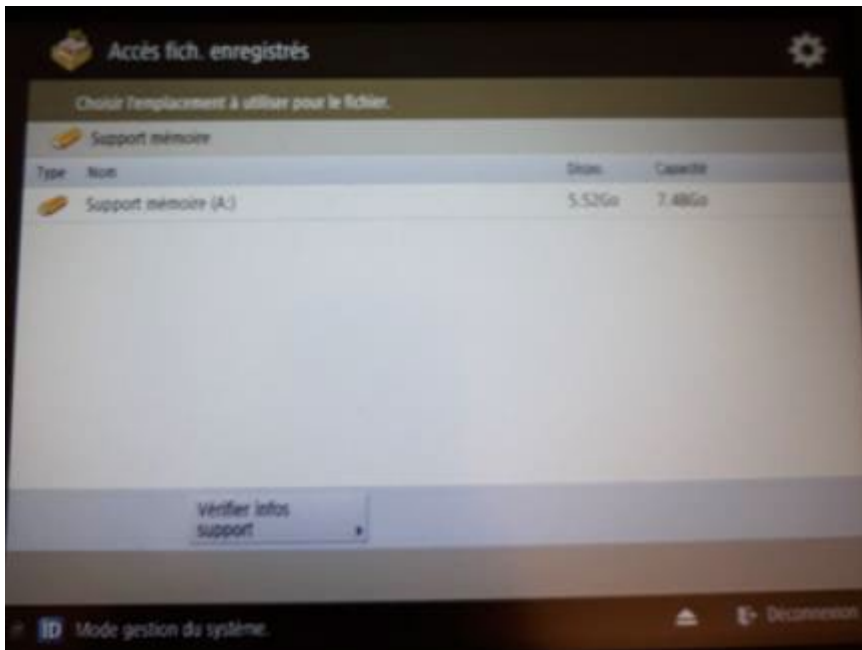 Accès fich. enregistrés
Choisir l'emplacement à utiliser pour le fichier.
Support mémoire
Type Nom Dispo. Capacité
Support mémoire (A:) 5.52Go 7.48Go
Vérifier infos
support
ID Mode gestion du système. Déconnexion